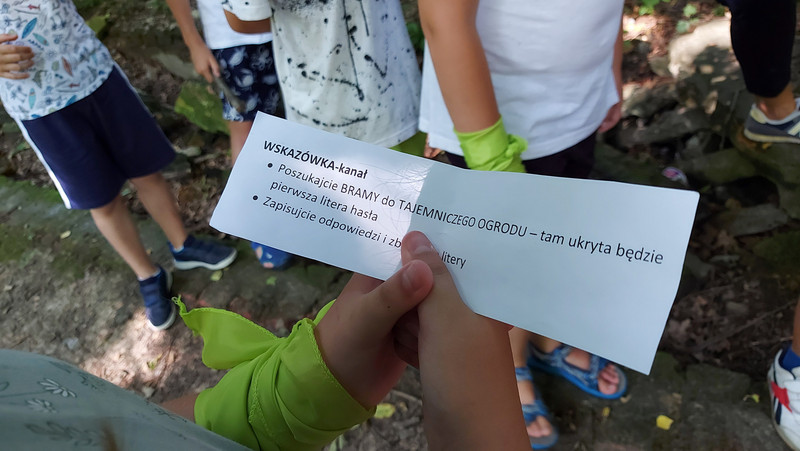 WSKAZÓWKA-kanał
• Poszukajcie BRAMY do TAJEMNICZEGO OGRODU – tam ukryta będzie
pierwsza litera hasła
• Zapisujcie odpowiedzi i litery